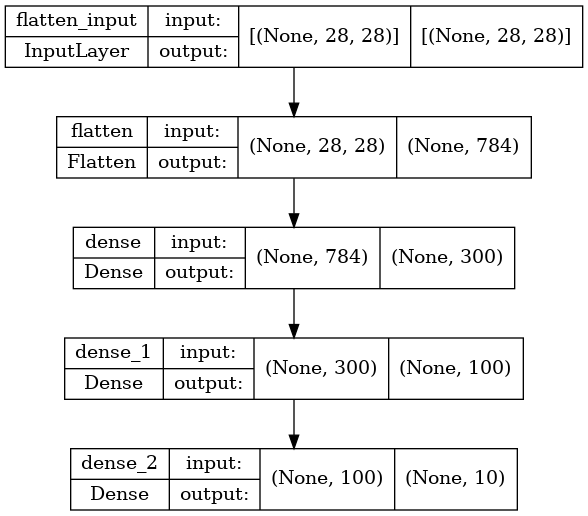 flatten_input input: [(None, 28, 28)] [(None, 28, 28)]
InputLayer output:
flatten input: (None, 28, 28) (None, 784)
Flatten output:
dense input: (None, 784) (None, 300)
Dense output:
dense_1 input: (None, 300) (None, 100)
Dense output:
dense_2 input: (None, 100) (None, 10)
Dense output: